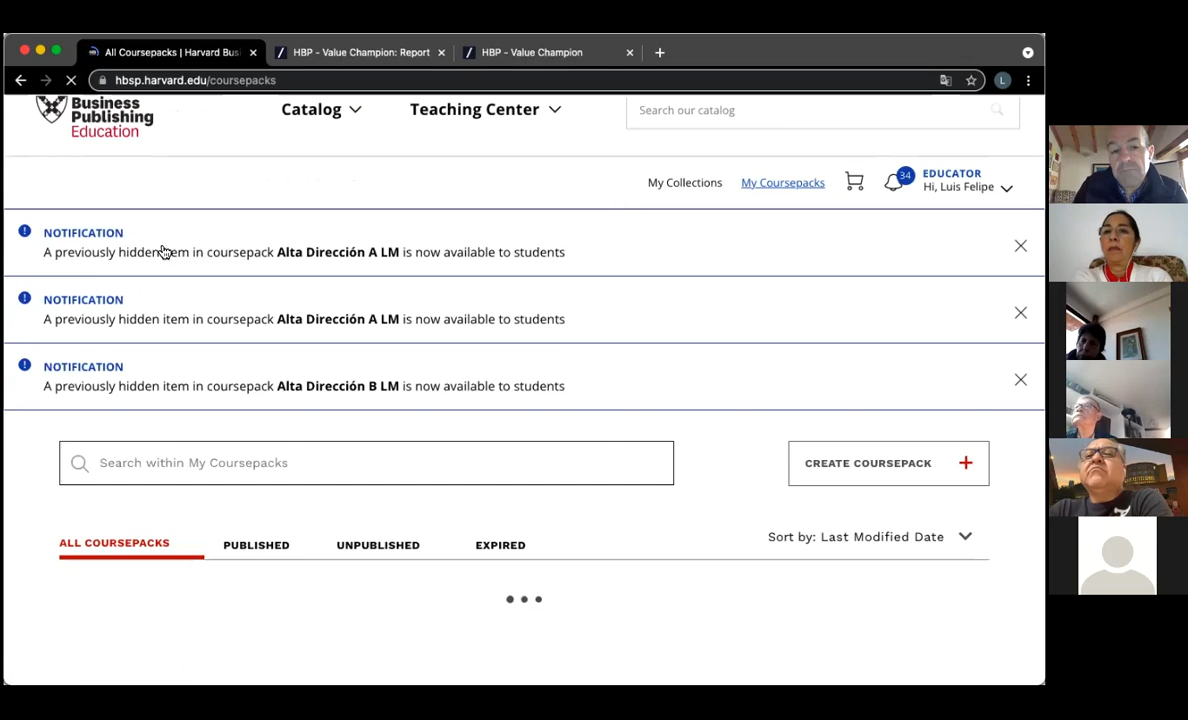 All Coursepacks | Harvard Busi
HBP - Value Champion: Report
HBP - Value Champion
hbsp.harvard.edu/coursepacks
L
Business
Publishing
Education
Catalog
Teaching Center
Search our catalog
My Collections
My Coursepacks
34
EDUCATOR
Hi, Luis Felipe
NOTIFICATION
A previously hidden item in coursepack Alta Dirección A LM is now available to students
NOTIFICATION
A previously hidden item in coursepack Alta Dirección A LM is now available to students
NOTIFICATION
A previously hidden item in coursepack Alta Dirección B LM is now available to students
Search within My Coursepacks
CREATE COURSEPACK +
ALL COURSEPACKS
PUBLISHED
UNPUBLISHED
EXPIRED
Sort by: Last Modified Date